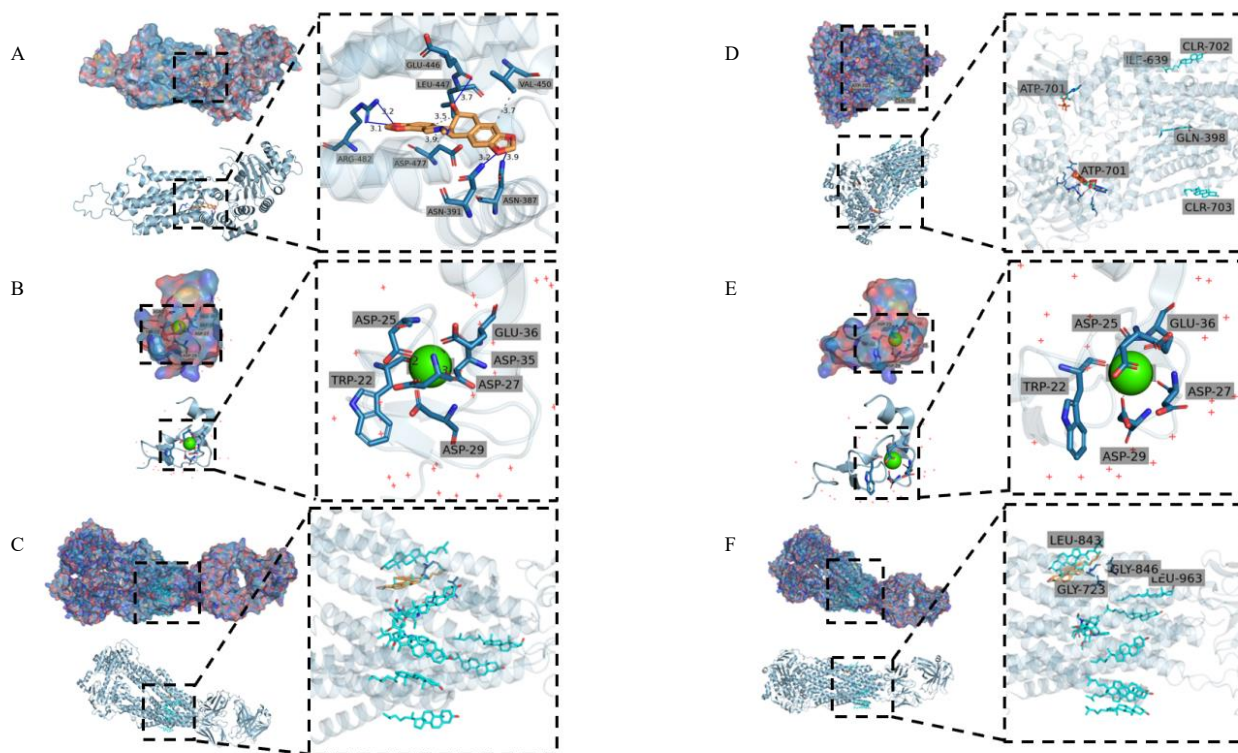 A
GLU-446
LEU-447
VAL-450
3.7
3.2
3.5
3.7
3.1
3.9
ARG-482
ASP-477
3.2
3.9
ASN-391
ASN-387
B
ASP-25
GLU-36
ASP-35
TRP-22
ASP-27
ASP-29
C
D
CLR-702
ILE-639
ATP-701
GLN-398
ATP-701
CLR-703
E
ASP-25
GLU-36
TRP-22
ASP-27
ASP-29
F
LEU-843
GLY-846
LEU-963
GLY-723